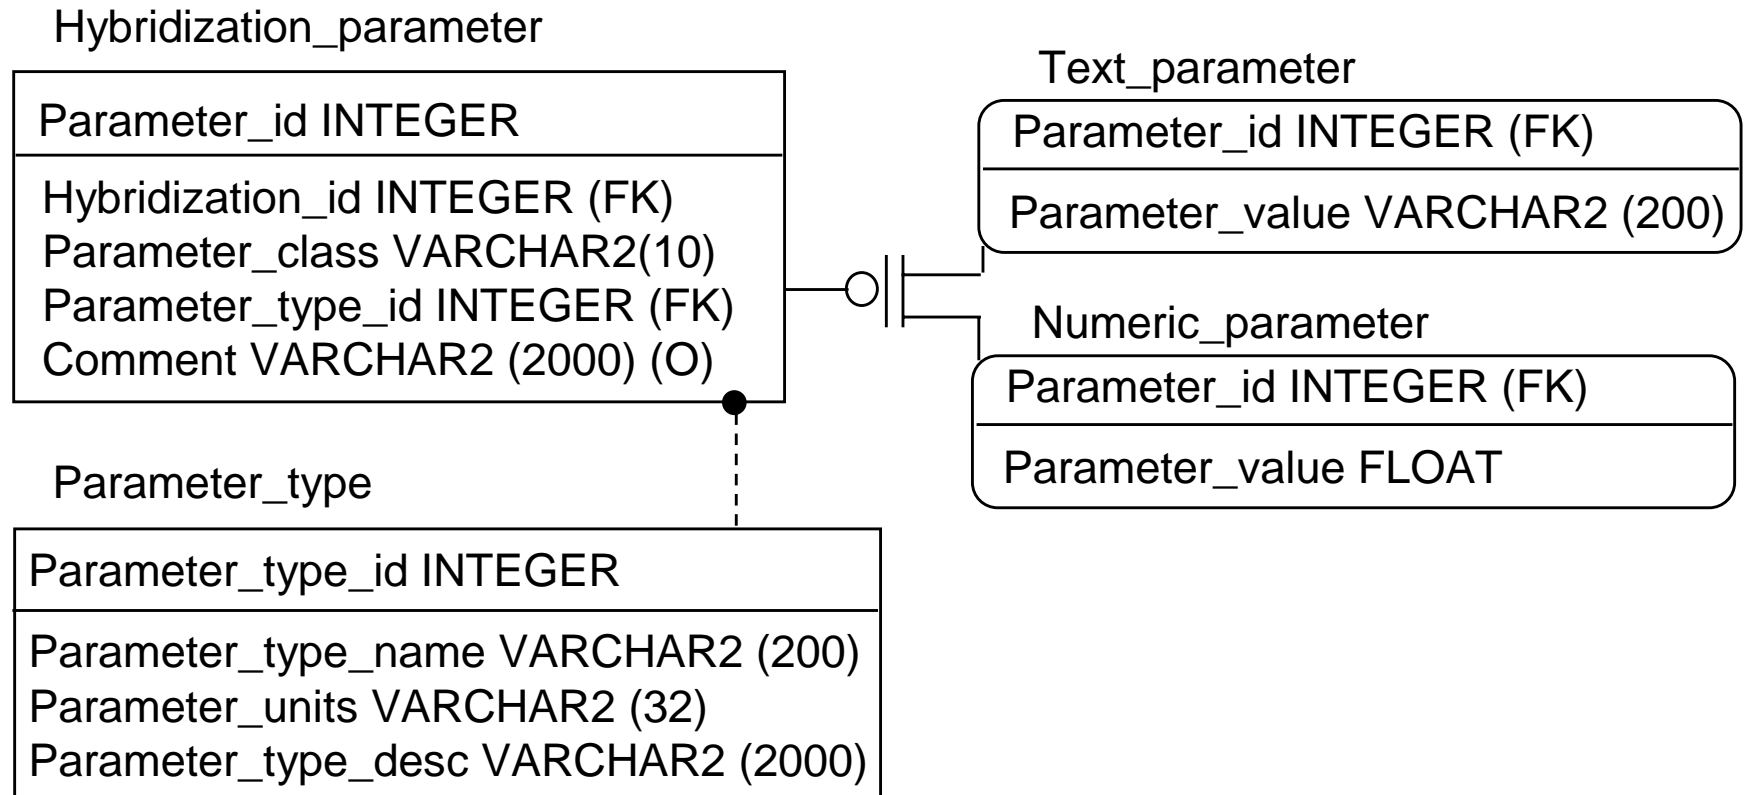 Hybridization_parameter
Parameter_id INTEGER
Hybridization_id INTEGER (FK)
Parameter_class VARCHAR2(10)
Parameter_type_id INTEGER (FK)
Comment VARCHAR2 (2000) (O)
Text_parameter
Parameter_id INTEGER (FK)
Parameter_value VARCHAR2 (200)
Numeric_parameter
Parameter_id INTEGER (FK)
Parameter_value FLOAT
Parameter_type
Parameter_type_id INTEGER
Parameter_type_name VARCHAR2 (200)
Parameter_units VARCHAR2 (32)
Parameter_type_desc VARCHAR2 (2000)